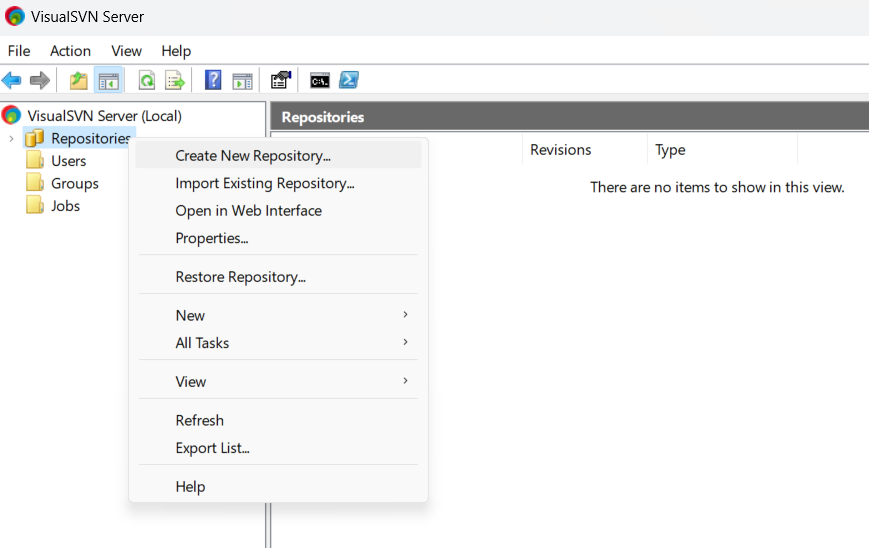 VisualSVN Server
File Action View Help
C:\.
VisualSVN Server (Local)
Repositories
Users
Groups
Jobs
Repositories
Revisions Type
There are no items to show in this view.
Create New Repository...
Import Existing Repository...
Open in Web Interface
Properties...
Restore Repository...
New
All Tasks
View
Refresh
Export List...
Help